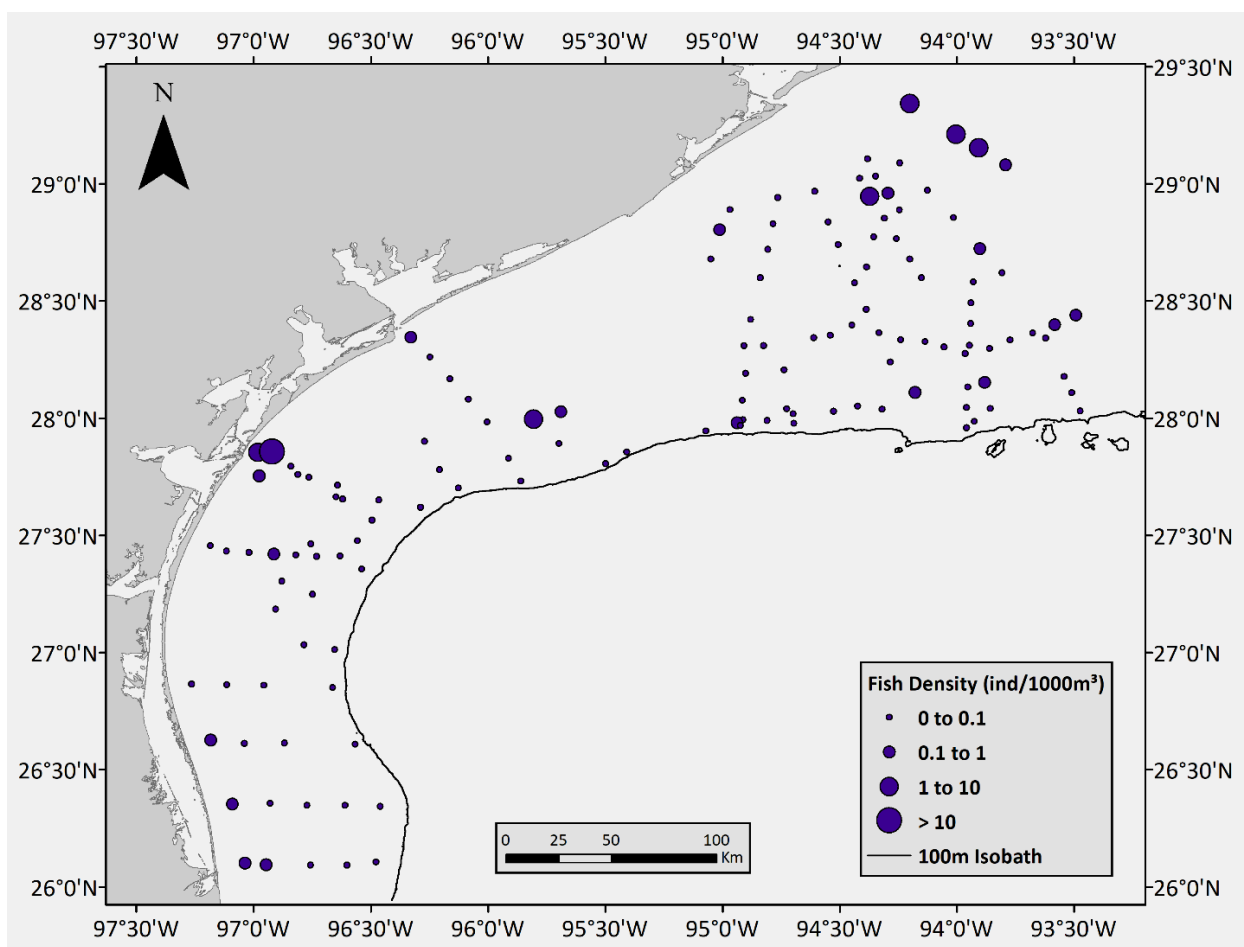 97°30'W 97°0'W 96°30'W 96°0'W 95°30'W 95°0'W 94°30'W 94°0'W 93°30'W
29°30'N
N
29°0'N 29°0'N
28°30'N 28°30'N
28°0'N 28°0'N
27°30'N 27°30'N
27°0'N 27°0'N
Fish Density (ind/1000m³)
0 to 0.1
0.1 to 1
26°30'N 26°30'N
1 to 10
> 10
0 25 50 100
Km
100m Isobath
26°0'N 26°0'N
97°30'W 97°0'W 96°30'W 96°0'W 95°30'W 95°0'W 94°30'W 94°0'W 93°30'W